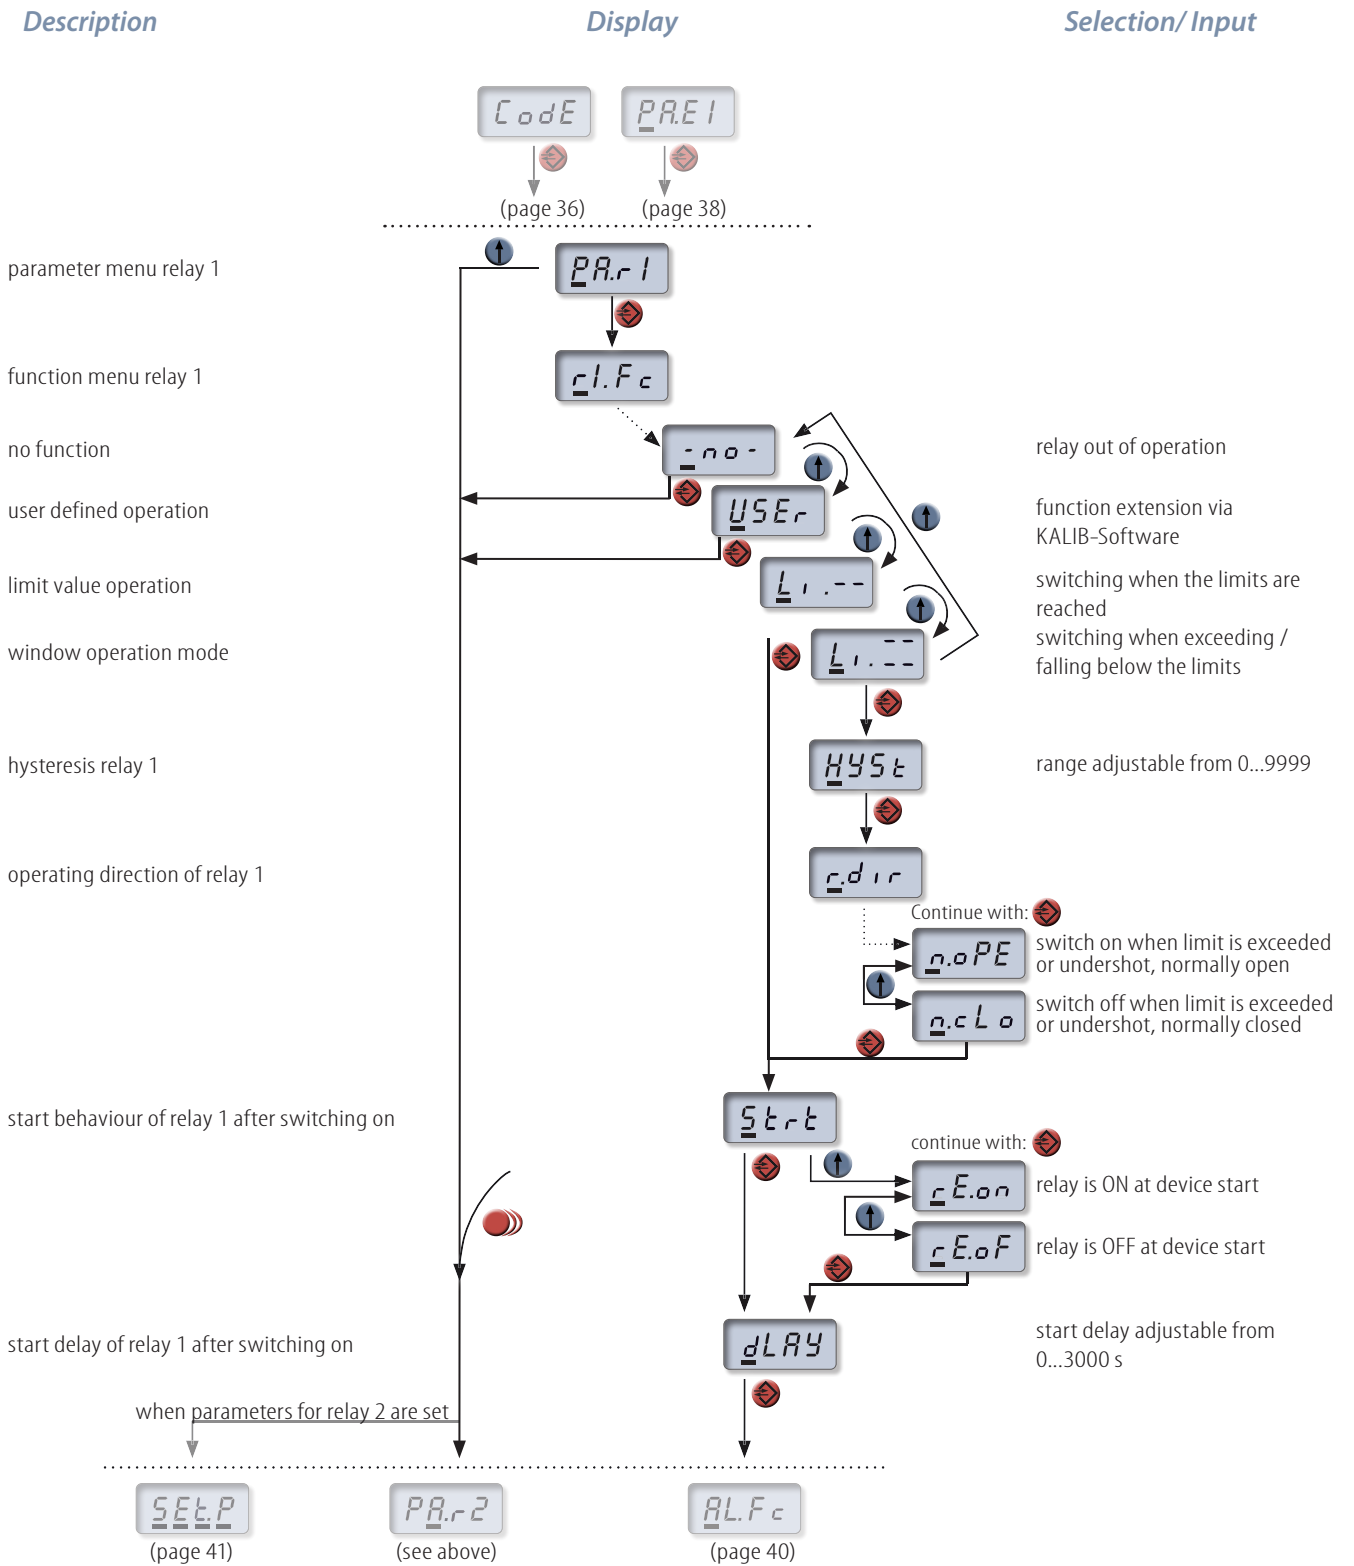 Description Display Selection/ Input
CodE PA.E1
(page 36) (page 38)
parameter menu relay 1 PA.r1
function menu relay 1 r1.Fc
no function -no- relay out of operation
user defined operation USEr function extension via
KALIB-Software
limit value operation Li.-- switching when the limits are
reached
window operation mode Li.== switching when exceeding /
falling below the limits
hysteresis relay 1 HYSt range adjustable from 0...9999
operating direction of relay 1 r.dir
Continue with:
n.oPE switch on when limit is exceeded
or undershot, normally open
n.cLo switch off when limit is exceeded
or undershot, normally closed
start behaviour of relay 1 after switching on Strt
continue with:
rE.on relay is ON at device start
rE.oF relay is OFF at device start
start delay of relay 1 after switching on dLAY start delay adjustable from
0...3000 s
when parameters for relay 2 are set
SEt.P PA.r2 AL.Fc
(page 41) (see above) (page 40)